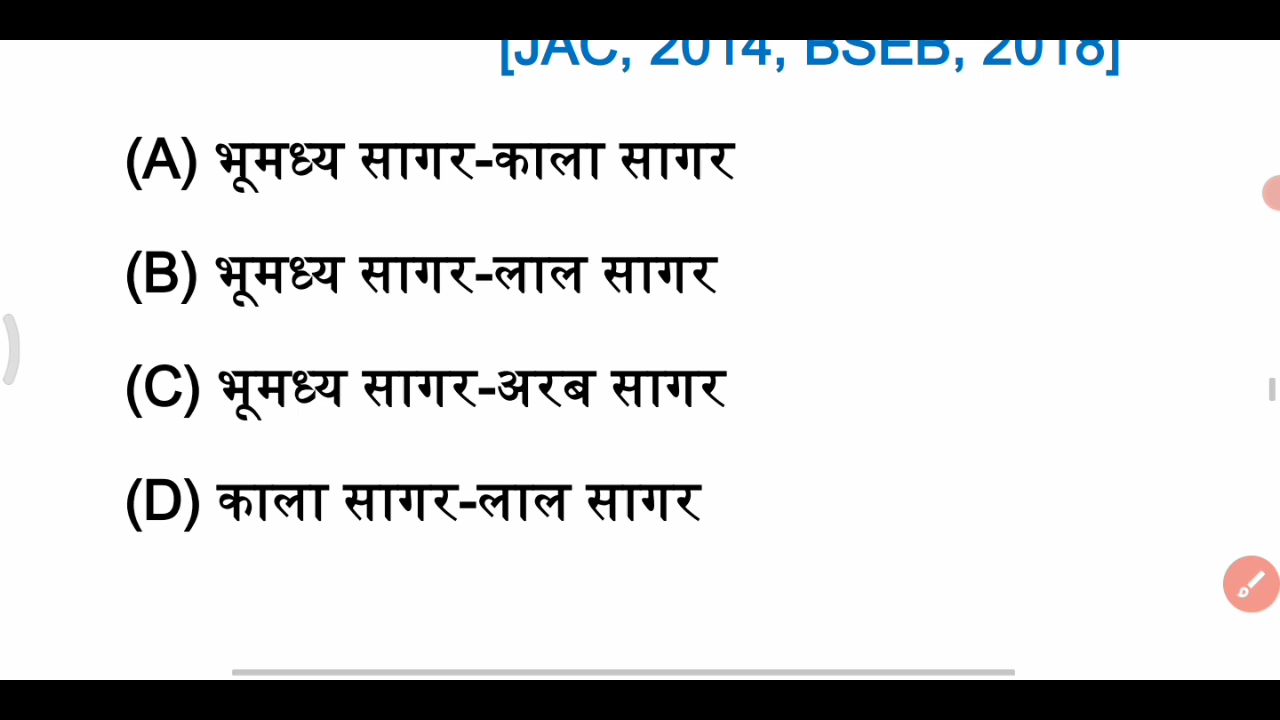 [JAC, 2014, BSEB, 2018]
(A) भूमध्य सागर-काला सागर
(B) भूमध्य सागर-लाल सागर
(C) भूमध्य सागर-अरब सागर
(D) काला सागर-लाल सागर